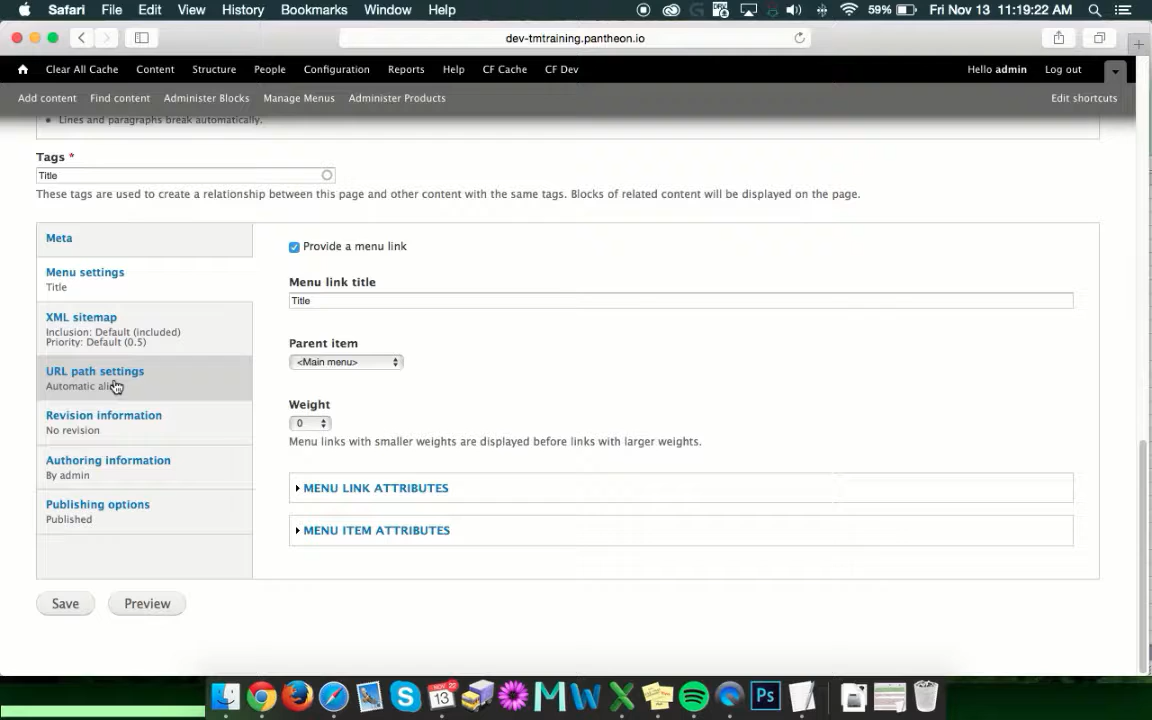 Safari File Edit View History Bookmarks Window Help 59% Fri Nov 13 11:19:22 AM
dev-tmtraining.pantheon.io
Clear All Cache Content Structure People Configuration Reports Help CF Cache CF Dev Hello admin Log out
Add content Find content Administer Blocks Manage Menus Administer Products Edit shortcuts
Lines and paragraphs break automatically.
Tags *
Title
These tags are used to create a relationship between this page and other content with the same tags. Blocks of related content will be displayed on the page.
Meta
Menu settings
Title
XML sitemap
Inclusion: Default (included)
Priority: Default (0.5)
URL path settings
Automatic
Revision information
No revision
Authoring information
By admin
Publishing options
Published
Provide a menu link
Menu link title
Title
Parent item
<Main menu>
Weight
0
Menu links with smaller weights are displayed before links with larger weights.
MENU LINK ATTRIBUTES
MENU ITEM ATTRIBUTES
Save Preview